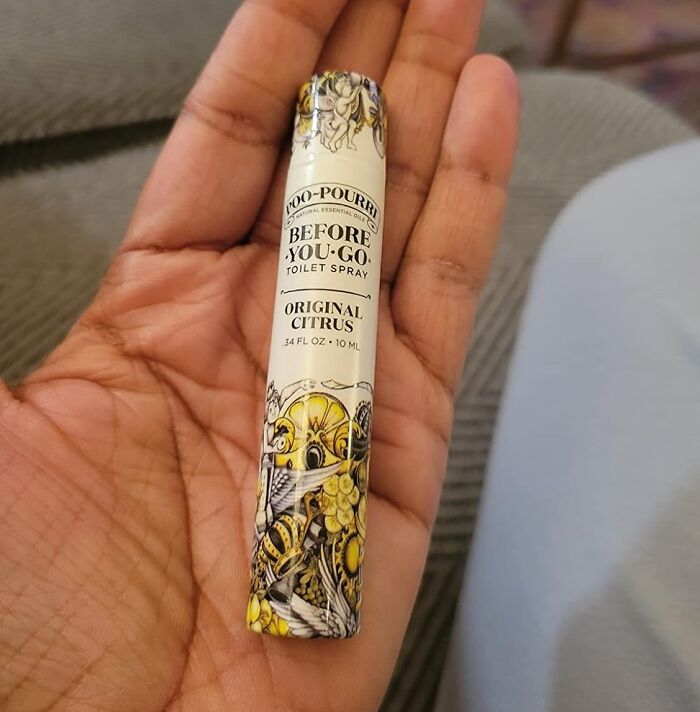 POO~POURRI
NATURAL ESSENTIAL OILS
BEFORE
·YOU·GO·
TOILET SPRAY
ORIGINAL
CITRUS
.34 FL OZ • 10 ML